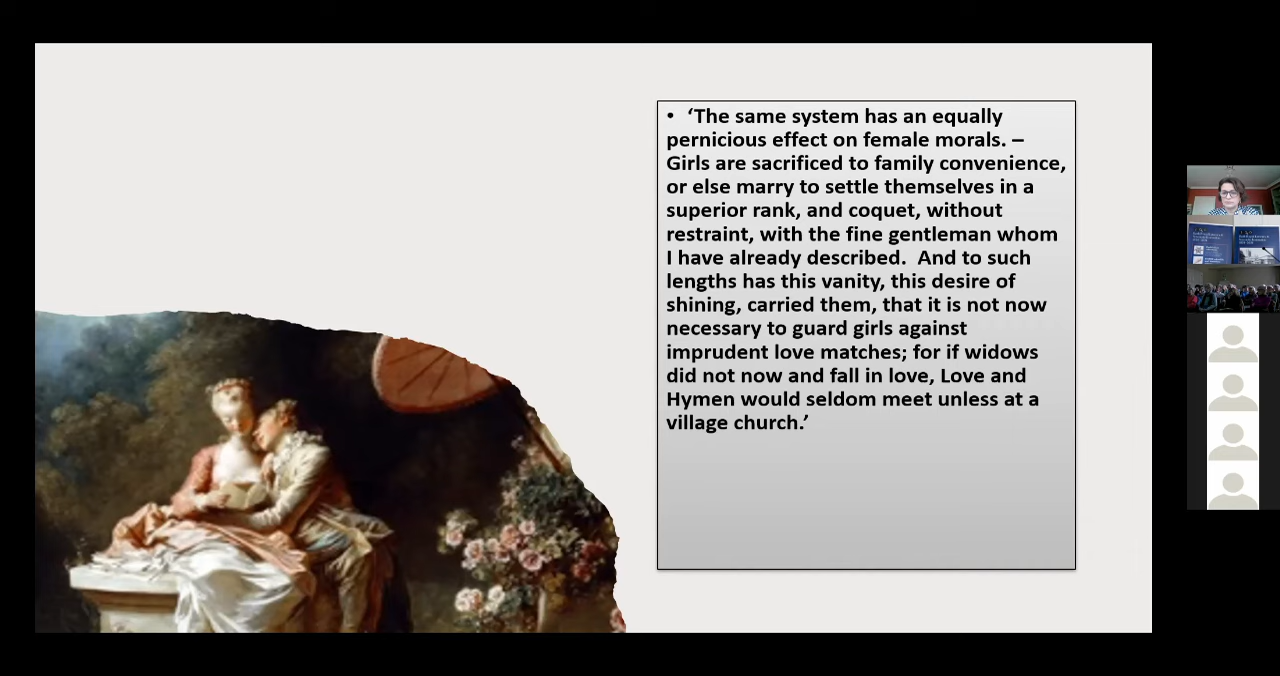 • ‘The same system has an equally
pernicious effect on female morals. –
Girls are sacrificed to family convenience,
or else marry to settle themselves in a
superior rank, and coquet, without
restraint, with the fine gentleman whom
I have already described.  And to such
lengths has this vanity, this desire of
shining, carried them, that it is not now
necessary to guard girls against
imprudent love matches; for if widows
did not now and fall in love, Love and
Hymen would seldom meet unless at a
village church.’